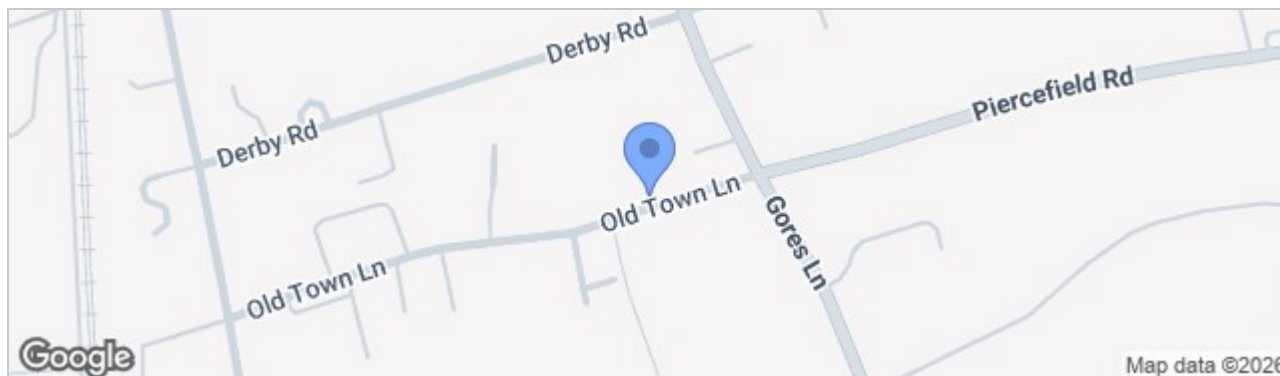 Derby Rd
Piercefield Rd
Derby Rd
Old Town Ln
Gores Ln
Old Town Ln
Google
Map data ©2026